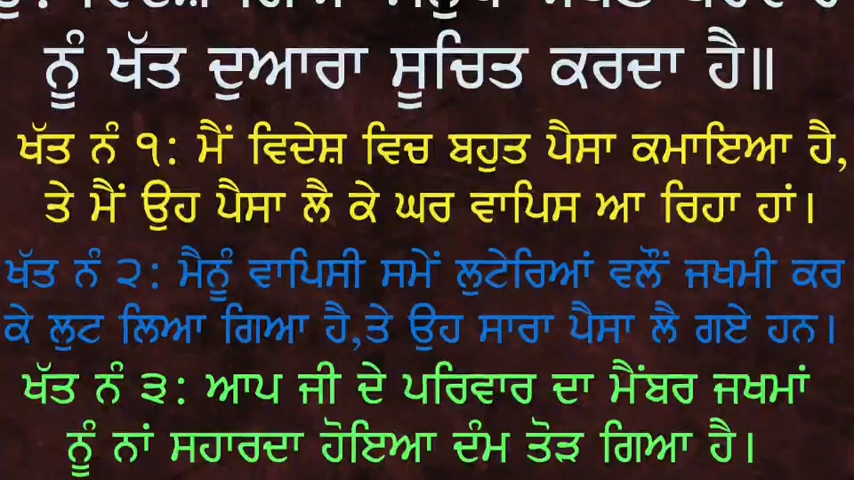 ਨੂੰ ਖੱਤ ਦੁਆਰਾ ਸੂਚਿਤ ਕਰਦਾ ਹੈ॥
ਖੱਤ ਨੰ ੧: ਮੈਂ ਵਿਦੇਸ਼ ਵਿਚ ਬਹੁਤ ਪੈਸਾ ਕਮਾਇਆ ਹੈ,
ਤੇ ਮੈਂ ਉਹ ਪੈਸਾ ਲੈ ਕੇ ਘਰ ਵਾਪਿਸ ਆ ਰਿਹਾ ਹਾਂ।
ਖੱਤ ਨੰ ੨: ਮੈਨੂੰ ਵਾਪਿਸੀ ਸਮੇਂ ਲੁਟੇਰਿਆਂ ਵਲੌਂ ਜਖਮੀ ਕਰ
ਕੇ ਲੁਟ ਲਿਆ ਗਿਆ ਹੈ,ਤੇ ਉਹ ਸਾਰਾ ਪੈਸਾ ਲੈ ਗਏ ਹਨ।
ਖੱਤ ਨੰ ੩: ਆਪ ਜੀ ਦੇ ਪਰਿਵਾਰ ਦਾ ਮੈਂਬਰ ਜਖਮਾਂ
ਨੂੰ ਨਾਂ ਸਹਾਰਦਾ ਹੋਇਆ ਦੰਮ ਤੋੜ ਗਿਆ ਹੈ।